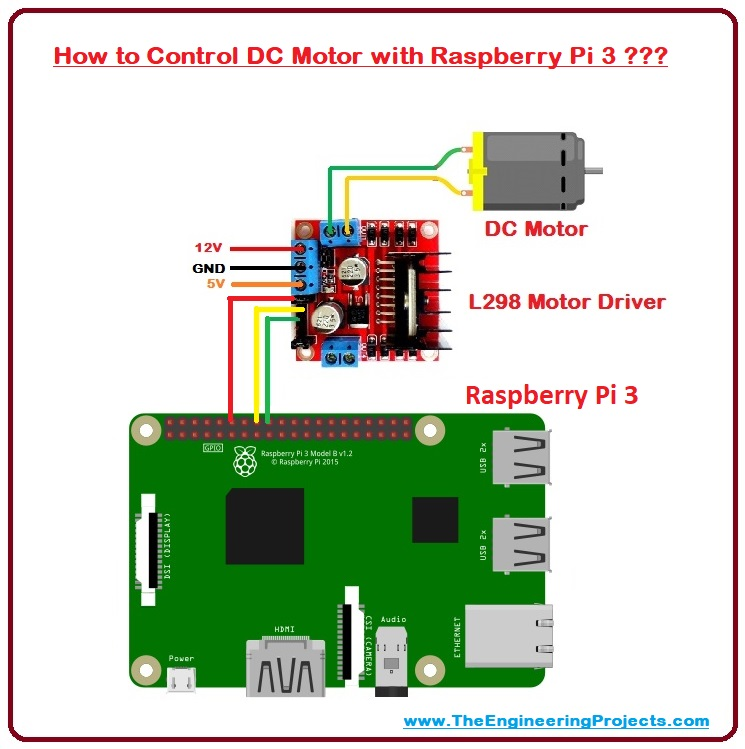 How to Control DC Motor with Raspberry Pi 3 ???
DC Motor
12V
GND
5V
L298 Motor Driver
Raspberry Pi 3
GPIO
Raspberry Pi 3 Model B v1.2
© Raspberry Pi 2015
USB 2x
DSI (DISPLAY)
USB 2x
CSI (CAMERA)
Audio
ETHERNET
HDMI
Power
www.TheEngineeringProjects.com